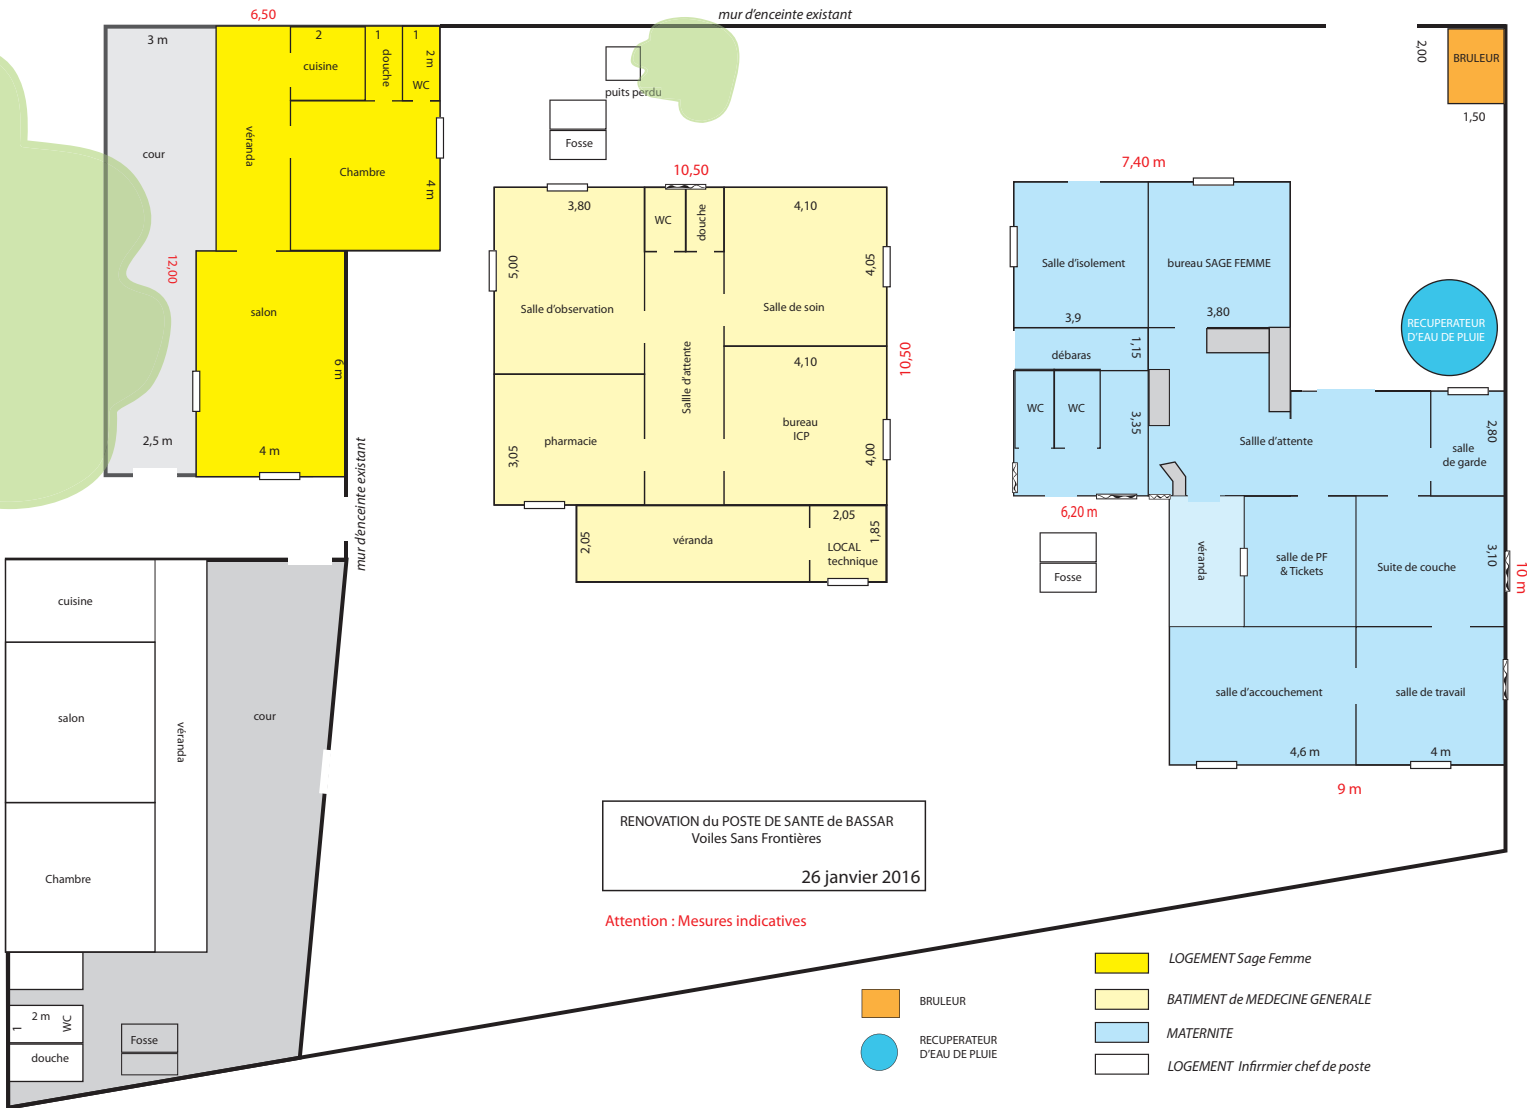 6,50
mur d'enceinte existant
3 m
2
1
1
cuisine
douche
2 m
WC
cour
véranda
Chambre
4 m
12,00
salon
6 m
2,5 m
4 m
mur d'enceinte existant
puits perdu
Fosse
10,50
3,80
WC
douche
4,10
5,00
4,05
Salle d'observation
Salle de soin
Sallle d'attente
4,10
10,50
pharmacie
bureau
ICP
3,05
4,00
2,05
véranda
2,05
1,85
LOCAL
technique
2,00
BRULEUR
1,50
7,40 m
Salle d'isolement
bureau SAGE FEMME
3,9
3,80
RECUPERATEUR
D'EAU DE PLUIE
débaras
1,15
WC
WC
3,35
Sallle d'attente
2,80
salle
de garde
6,20 m
Fosse
véranda
salle de PF
& Tickets
Suite de couche
3,10
10 m
salle d'accouchement
salle de travail
4,6 m
4 m
9 m
cuisine
salon
véranda
cour
Chambre
1
2 m
WC
douche
Fosse
RENOVATION du POSTE DE SANTE de BASSAR
Voiles Sans Frontières
26 janvier 2016
Attention : Mesures indicatives
BRULEUR
RECUPERATEUR
D'EAU DE PLUIE
LOGEMENT Sage Femme
BATIMENT de MEDECINE GENERALE
MATERNITE
LOGEMENT Infirrmier chef de poste